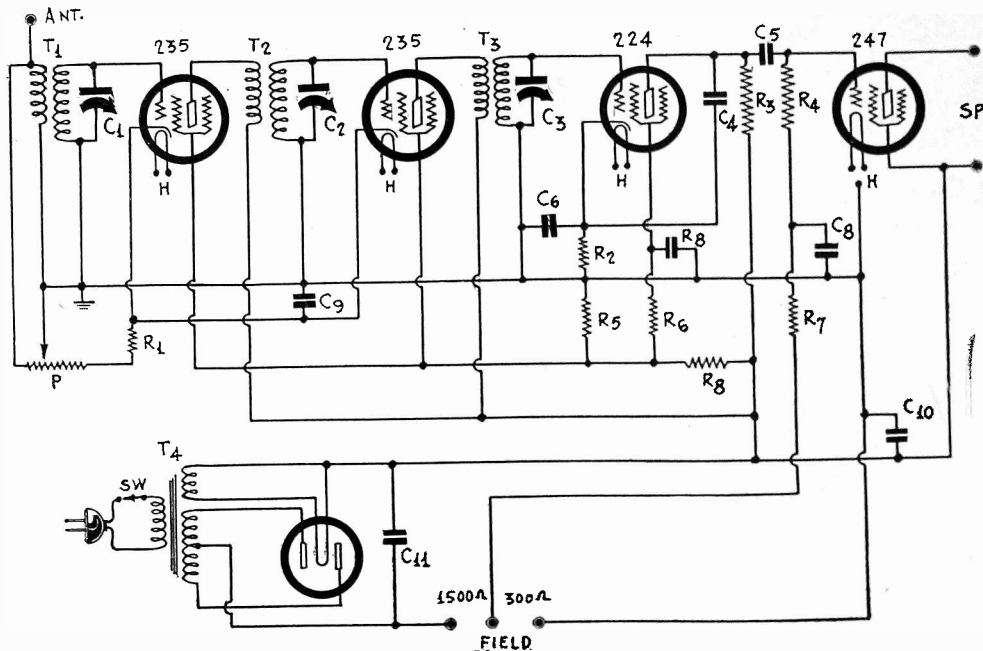 ANT.
T1
235
T2
235
T3
224
C5
247
C1
C2
C3
C4
R3
R4
SP
H
H
H
H
C6
R2
R8
C8
C9
R1
R5
R6
R7
P
R8
C10
T4
SW
C11
1500Ω
300Ω
FIELD